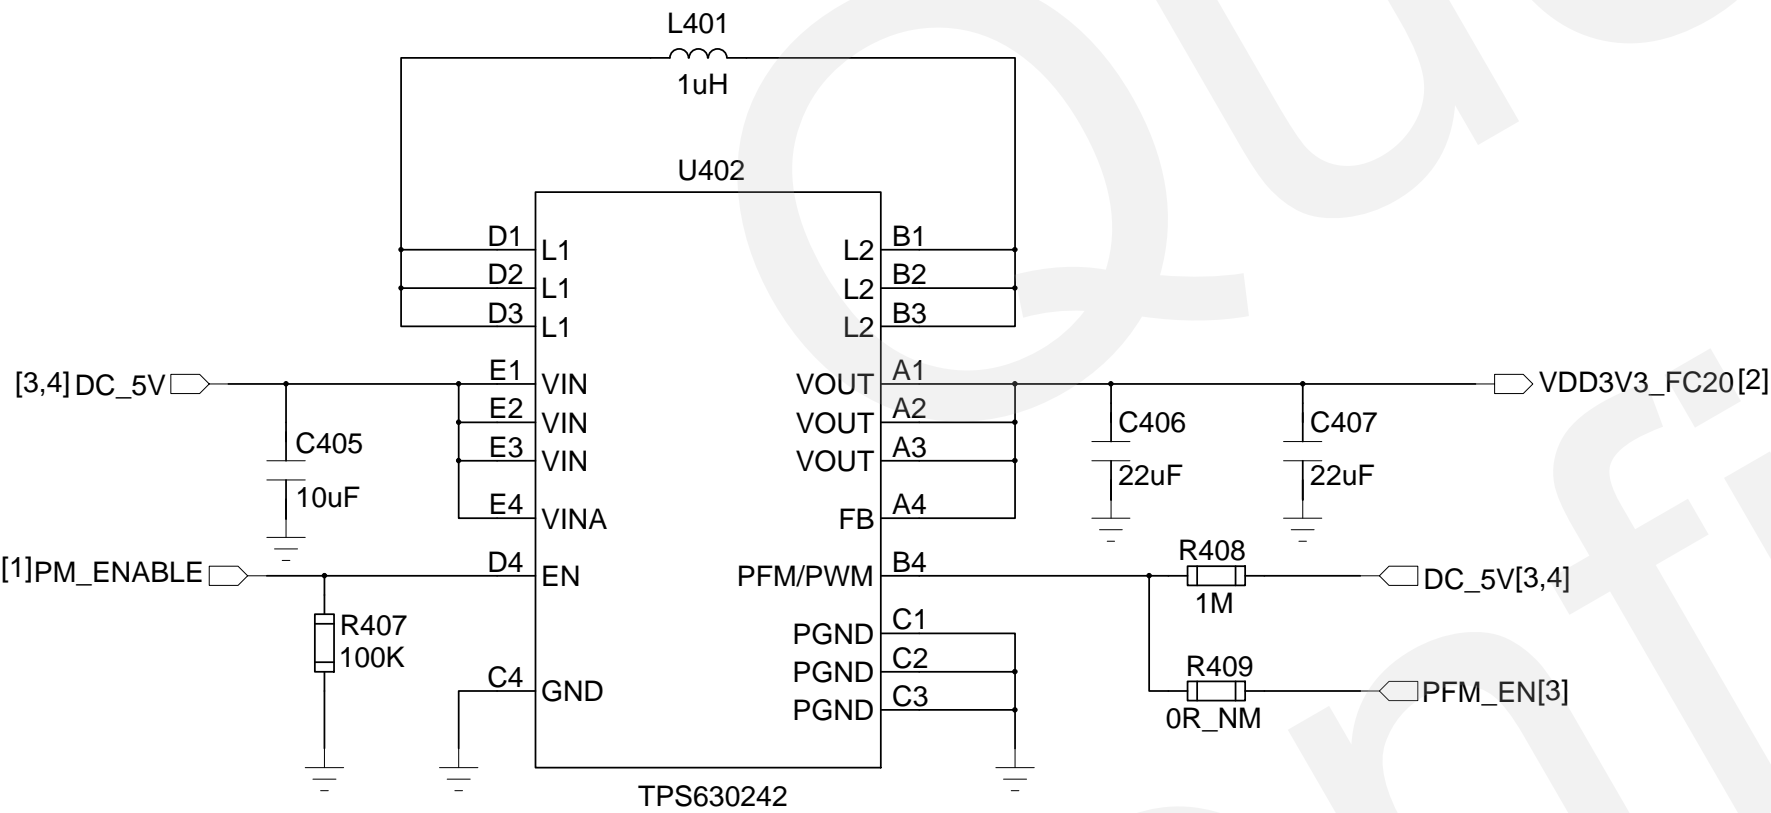 L401
1uH
U402
D1 L1 L2 B1
D2 L1 L2 B2
D3 L1 L2 B3
[3,4] DC_5V E1 VIN VOUT A1 VDD3V3_FC20[2]
E2 VIN VOUT A2
C405 C406 C407
E3 VIN VOUT A3
10uF 22uF 22uF
E4 VINA FB A4
R408
[1]PM_ENABLE D4 EN PFM/PWM B4 DC_5V[3,4]
1M
R407 PGND C1
100K PGND C2 R409
C4 GND PFM_EN[3]
PGND C3 0R_NM
TPS630242